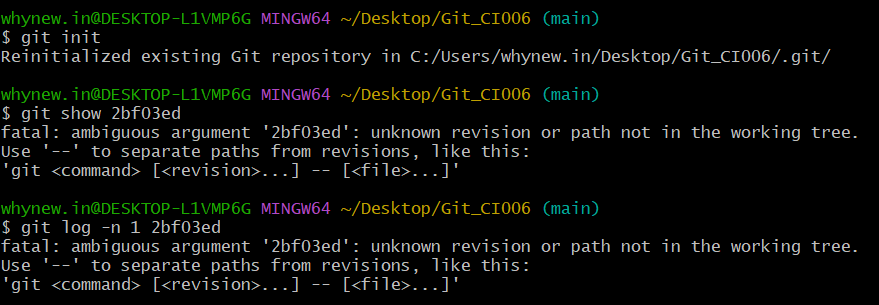 whynew.in@DESKTOP-L1VMP6G MINGW64 ~/Desktop/Git_CI006 (main)
$ git init
Reinitialized existing Git repository in C:/Users/whynew.in/Desktop/Git_CI006/.git/
whynew.in@DESKTOP-L1VMP6G MINGW64 ~/Desktop/Git_CI006 (main)
$ git show 2bf03ed
fatal: ambiguous argument '2bf03ed': unknown revision or path not in the working tree.
Use '--' to separate paths from revisions, like this:
'git <command> [<revision>...] -- [<file>...]'
whynew.in@DESKTOP-L1VMP6G MINGW64 ~/Desktop/Git_CI006 (main)
$ git log -n 1 2bf03ed
fatal: ambiguous argument '2bf03ed': unknown revision or path not in the working tree.
Use '--' to separate paths from revisions, like this:
'git <command> [<revision>...] -- [<file>...]'